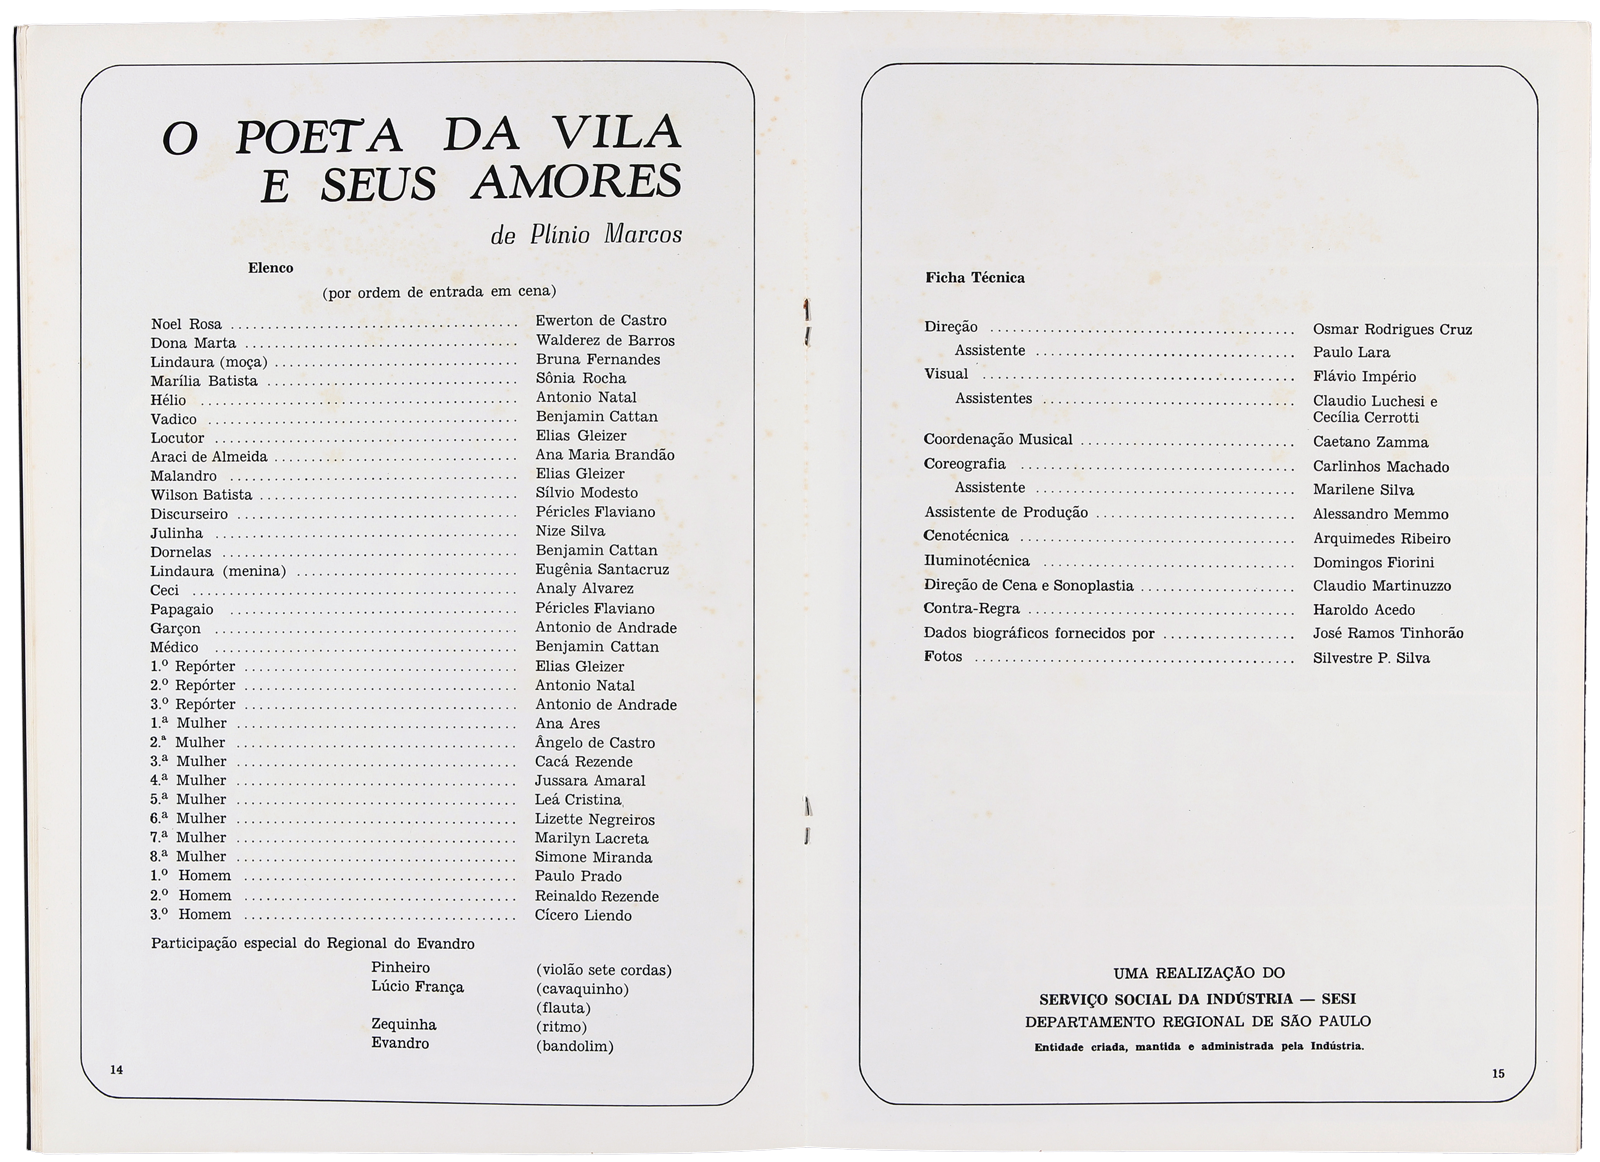 O POETA DA VILA
E SEUS AMORES
de Plínio Marcos
Elenco
(por ordem de entrada em cena)
Noel Rosa ........ Ewerton de Castro
Dona Marta ........ Walderez de Barros
Lindaura (moça) ........ Bruna Fernandes
Marília Batista ........ Sônia Rocha
Hélio ........ Antonio Natal
Vadico ........ Benjamin Cattan
Locutor ........ Elias Gleizer
Araci de Almeida ........ Ana Maria Brandão
Malandro ........ Elias Gleizer
Wilson Batista ........ Sílvio Modesto
Discurseiro ........ Péricles Flaviano
Julinha ........ Nize Silva
Dornelas ........ Benjamin Cattan
Lindaura (menina) ........ Eugênia Santacruz
Ceci ........ Analy Alvarez
Papagaio ........ Péricles Flaviano
Garçon ........ Antonio de Andrade
Médico ........ Benjamin Cattan
1.º Repórter ........ Elias Gleizer
2.º Repórter ........ Antonio Natal
3.º Repórter ........ Antonio de Andrade
1.ª Mulher ........ Ana Ares
2.ª Mulher ........ Ângelo de Castro
3.ª Mulher ........ Cacá Rezende
4.ª Mulher ........ Jussara Amaral
5.ª Mulher ........ Leá Cristina
6.ª Mulher ........ Lizette Negreiros
7.ª Mulher ........ Marilyn Lacreta
8.ª Mulher ........ Simone Miranda
1.º Homem ........ Paulo Prado
2.º Homem ........ Reinaldo Rezende
3.º Homem ........ Cícero Liendo
Participação especial do Regional do Evandro
Pinheiro (violão sete cordas)
Lúcio França (cavaquinho)
(flauta)
Zequinha (ritmo)
Evandro (bandolim)
14
Ficha Técnica
Direção ........ Osmar Rodrigues Cruz
Assistente ........ Paulo Lara
Visual ........ Flávio Império
Assistentes ........ Claudio Luchesi e
Cecília Cerrotti
Coordenação Musical ........ Caetano Zamma
Coreografia ........ Carlinhos Machado
Assistente ........ Marilene Silva
Assistente de Produção ........ Alessandro Memmo
Cenotécnica ........ Arquimedes Ribeiro
Iluminotécnica ........ Domingos Fiorini
Direção de Cena e Sonoplastia ........ Claudio Martinuzzo
Contra-Regra ........ Haroldo Acedo
Dados biográficos fornecidos por ........ José Ramos Tinhorão
Fotos ........ Silvestre P. Silva
UMA REALIZAÇÃO DO
SERVIÇO SOCIAL DA INDÚSTRIA — SESI
DEPARTAMENTO REGIONAL DE SÃO PAULO
Entidade criada, mantida e administrada pela Indústria.
15